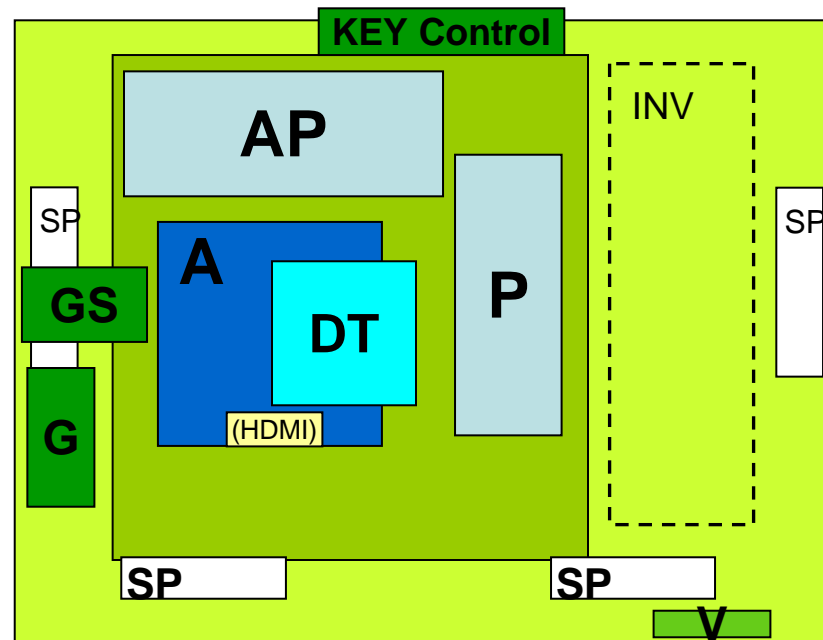 KEY Control
AP
INV
SP
SP
A
GS
P
DT
G
(HDMI)
SP
SP
V